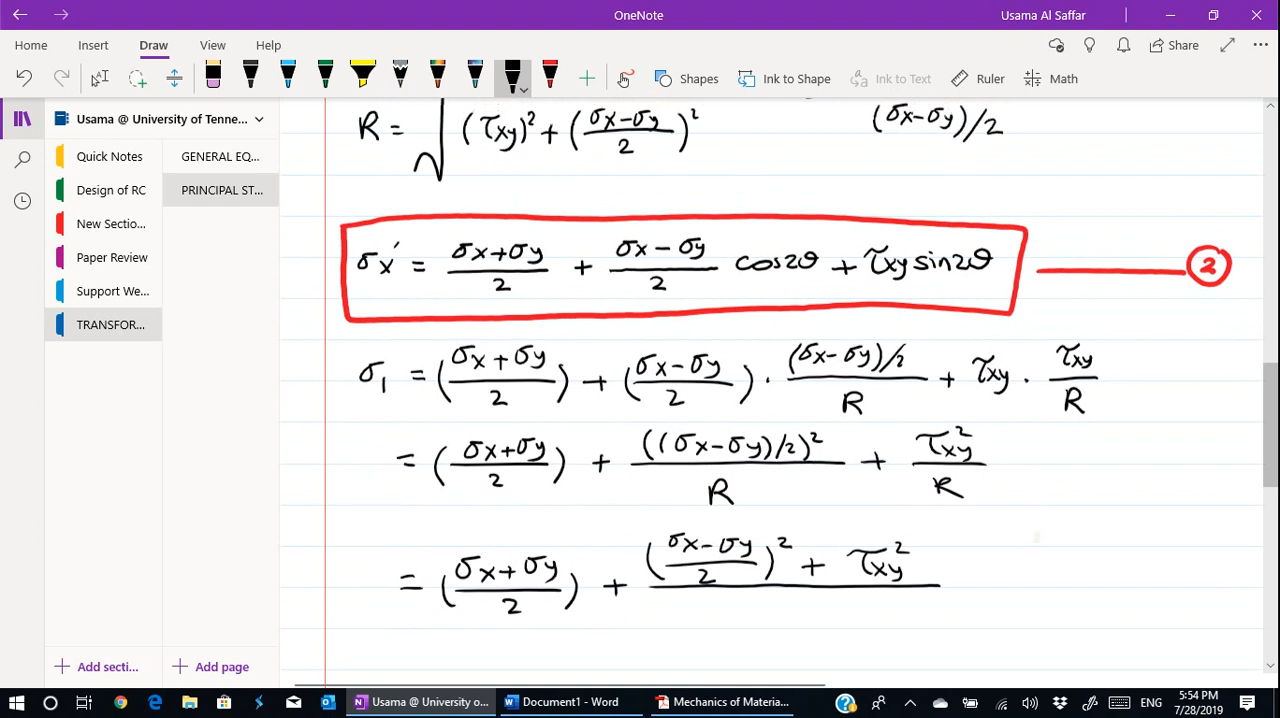 OneNote
Usama Al Saffar
Home Insert Draw View Help
Share
Shapes Ink to Shape Ink to Text Ruler Math
Usama @ University of Tenne...
Quick Notes
Design of RC
New Sectio...
Paper Review
Support We...
TRANSFOR...
GENERAL EQ...
PRINCIPAL ST...
Add secti...
Add page
R = √((τxy)² + ((σx-σy)/2)²)
(σx-σy)/2
σx′ = (σx+σy)/2 + (σx-σy)/2 cos2θ + τxy sin2θ
2
σ1 = ((σx+σy)/2) + ((σx-σy)/2) · ((σx-σy)/2)/R + τxy · τxy/R
= ((σx+σy)/2) + ((σx-σy)/2)²/R + τxy²/R
= ((σx+σy)/2) + ((σx-σy)/2)² + τxy²
Usama @ University o...
Document1 - Word
Mechanics of Materia...
ENG
5:54 PM
7/28/2019